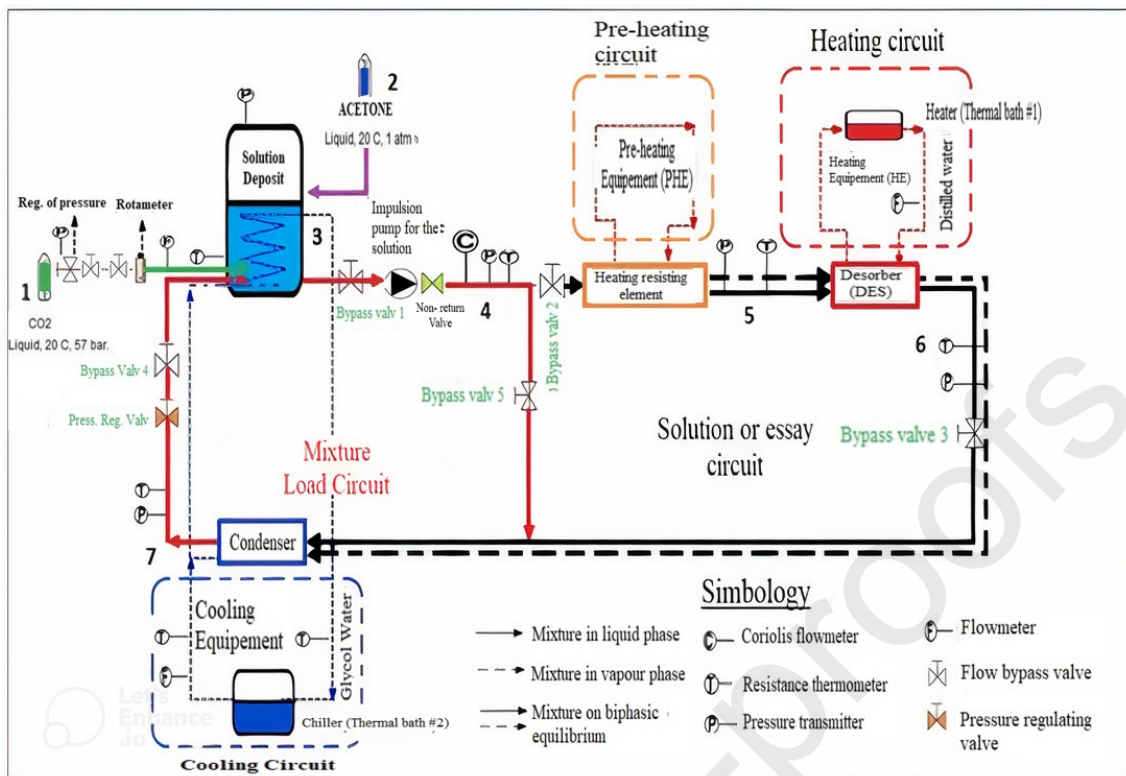 Pre-heating
circuit
Heating circuit
2
ACETONE
Liquid, 20 C, 1 atm
P
Solution
Deposit
Pre-heating
Equipement (PHE)
Heater (Thermal bath #1)
Heating
Equipement (HE)
F
Distilled water
Reg. of pressure
Rotameter
P
F
T
3
Impulsion
pump for the
solution
C
P
T
P
T
1
CO2
Liquid, 20 C, 57 bar.
Bypass valv 1
Non- return
Valve
4
Bypass valv 2
Heating resisting
element
5
Desorber
(DES)
6
T
P
Bypass Valv 4
Press. Reg. Valv
Bypass valv 5
Bypass valve 3
Mixture
Load Circuit
Solution or essay
circuit
T
P
7
Condenser
Cooling
Equipement
T
T
F
Glycol Water
Chiller (Thermal bath #2)
Cooling Circuit
Simbology
Mixture in liquid phase
Mixture in vapour phase
Mixture on biphasic
equilibrium
C Coriolis flowmeter
T Resistance thermometer
P Pressure transmitter
F Flowmeter
Flow bypass valve
Pressure regulating
valve
Let's
Enhance
.io
rproofs